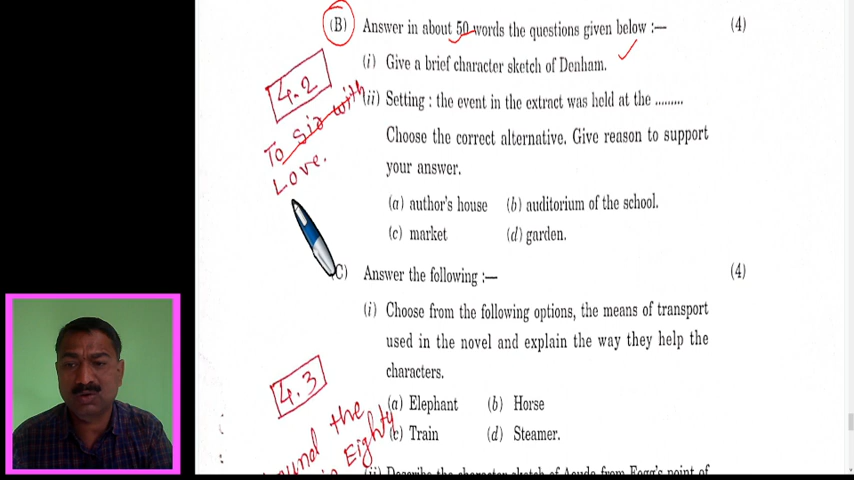 (B) Answer in about 50 words the questions given below :— (4)
(i) Give a brief character sketch of Denham.
4.2
(ii) Setting : the event in the extract was held at the .........
To Sir with
Love.
Choose the correct alternative. Give reason to support
your answer.
(a) author's house (b) auditorium of the school.
(c) market (d) garden.
C) Answer the following :— (4)
(i) Choose from the following options, the means of transport
used in the novel and explain the way they help the
characters.
4.3
(a) Elephant (b) Horse
(c) Train (d) Steamer.
the
Eighty